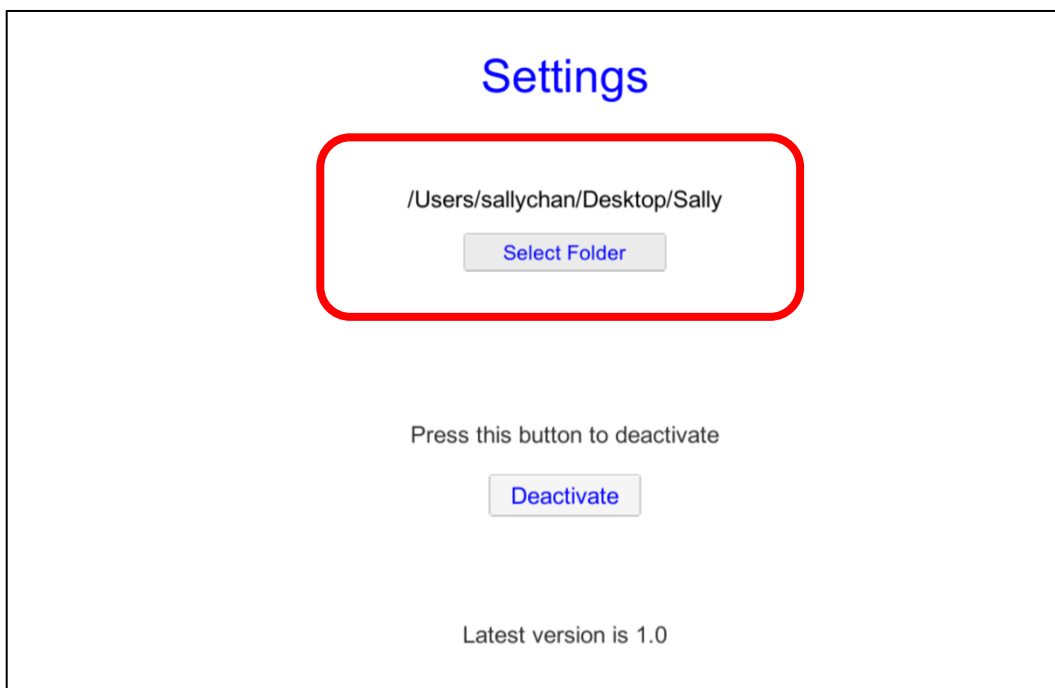 Settings
/Users/sallychan/Desktop/Sally
Select Folder
Press this button to deactivate
Deactivate
Latest version is 1.0